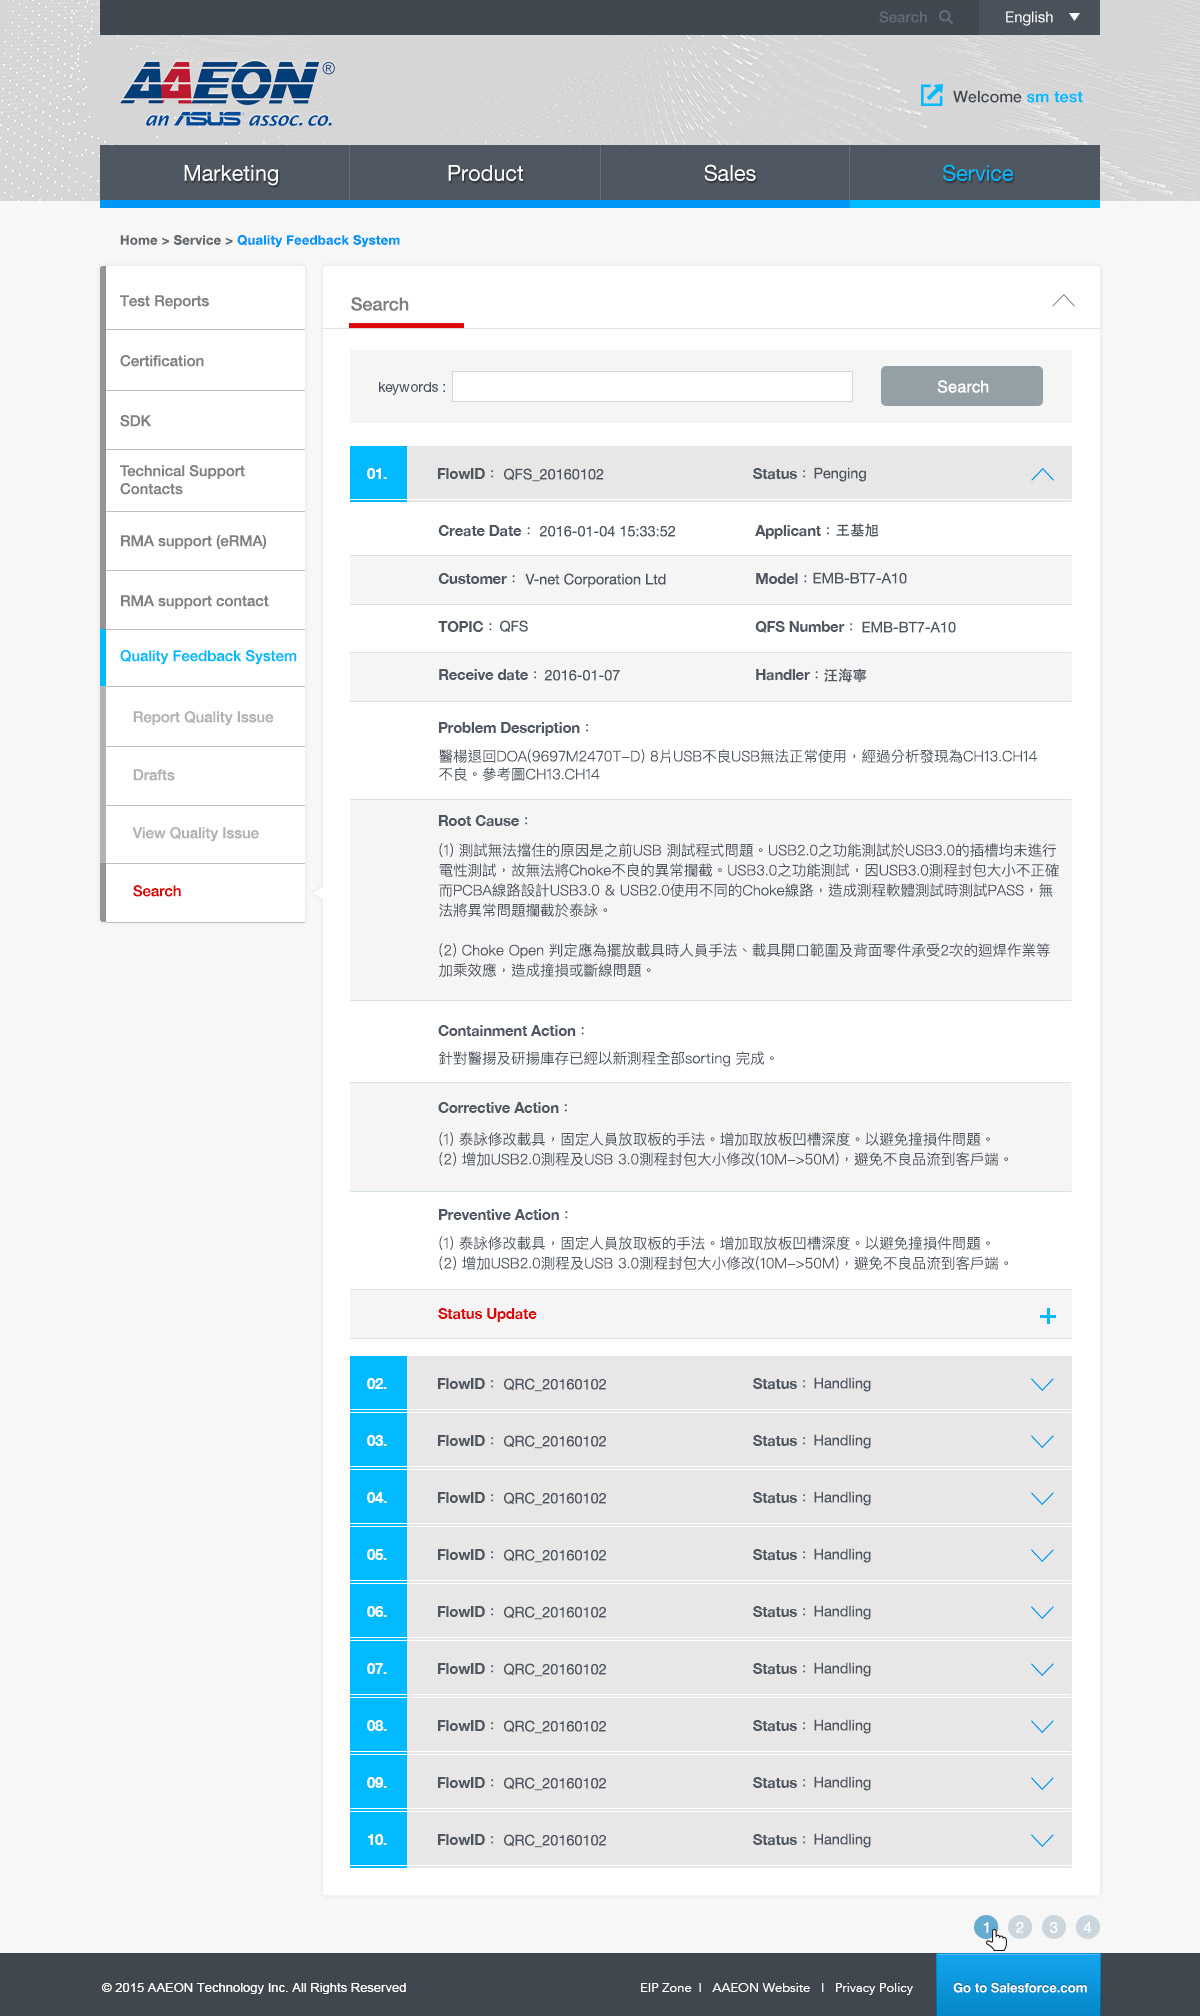 Search
English
AAEON®
an ASUS assoc. co.
Welcome sm test
Marketing
Product
Sales
Service
Home > Service > Quality Feedback System
Test Reports
Certification
SDK
Technical Support
Contacts
RMA support (eRMA)
RMA support contact
Quality Feedback System
Report Quality Issue
Drafts
View Quality Issue
Search
Search
keywords :
Search
01. FlowID： QFS_20160102 Status： Penging
Create Date： 2016-01-04 15:33:52 Applicant：王基旭
Customer： V-net Corporation Ltd Model：EMB-BT7-A10
TOPIC：QFS QFS Number： EMB-BT7-A10
Receive date：2016-01-07 Handler：汪海寧
Problem Description：
醫楊退回DOA(9697M2470T-D) 8片USB不良USB無法正常使用，經過分析發現為CH13.CH14
不良。參考圖CH13.CH14
Root Cause：
(1) 測試無法擋住的原因是之前USB 測試程式問題。USB2.0之功能測試於USB3.0的插槽均未進行
電性測試，故無法將Choke不良的異常攔截。USB3.0之功能測試，因USB3.0測程封包大小不正確
而PCBA線路設計USB3.0 & USB2.0使用不同的Choke線路，造成測程軟體測試時測試PASS，無
法將異常問題攔截於泰詠。
(2) Choke Open 判定應為擺放載具時人員手法、載具開口範圍及背面零件承受2次的迴焊作業等
加乘效應，造成撞損或斷線問題。
Containment Action：
針對醫揚及研揚庫存已經以新測程全部sorting 完成。
Corrective Action：
(1) 泰詠修改載具，固定人員放取板的手法。增加取放板凹槽深度。以避免撞損件問題。
(2) 增加USB2.0測程及USB 3.0測程封包大小修改(10M->50M)，避免不良品流到客戶端。
Preventive Action：
(1) 泰詠修改載具，固定人員放取板的手法。增加取放板凹槽深度。以避免撞損件問題。
(2) 增加USB2.0測程及USB 3.0測程封包大小修改(10M->50M)，避免不良品流到客戶端。
Status Update +
02. FlowID： QRC_20160102 Status： Handling
03. FlowID： QRC_20160102 Status： Handling
04. FlowID： QRC_20160102 Status： Handling
05. FlowID： QRC_20160102 Status： Handling
06. FlowID： QRC_20160102 Status： Handling
07. FlowID： QRC_20160102 Status： Handling
08. FlowID： QRC_20160102 Status： Handling
09. FlowID： QRC_20160102 Status： Handling
10. FlowID： QRC_20160102 Status： Handling
1 2 3 4
© 2015 AAEON Technology Inc. All Rights Reserved
EIP Zone | AAEON Website | Privacy Policy
Go to Salesforce.com